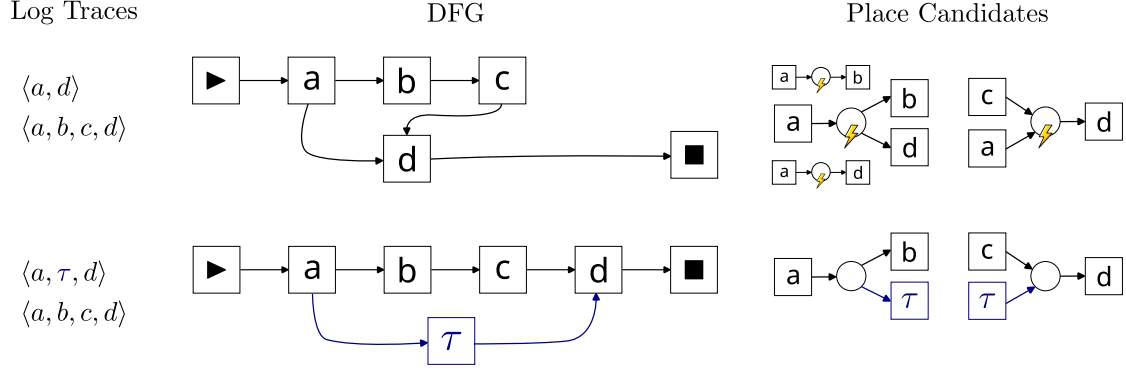 Log Traces
DFG
Place Candidates
⟨a, d⟩
⟨a, b, c, d⟩
a
b
c
d
a
b
a
b
d
a
d
c
a
d
⟨a, τ, d⟩
⟨a, b, c, d⟩
a
b
c
d
τ
a
b
τ
c
τ
d